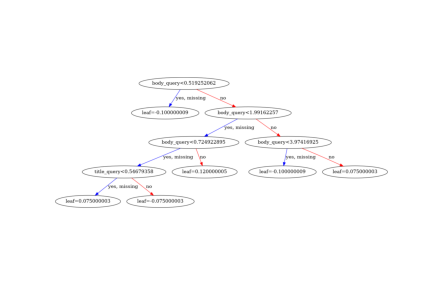 body_query<0.519252062
yes, missing
no
leaf=-0.100000009
body_query<1.99162257
yes, missing
no
body_query<0.724922895
body_query<3.97416925
yes, missing
no
yes, missing
no
title_query<0.56679358
leaf=0.120000005
leaf=-0.100000009
leaf=0.075000003
yes, missing
no
leaf=0.075000003
leaf=-0.075000003